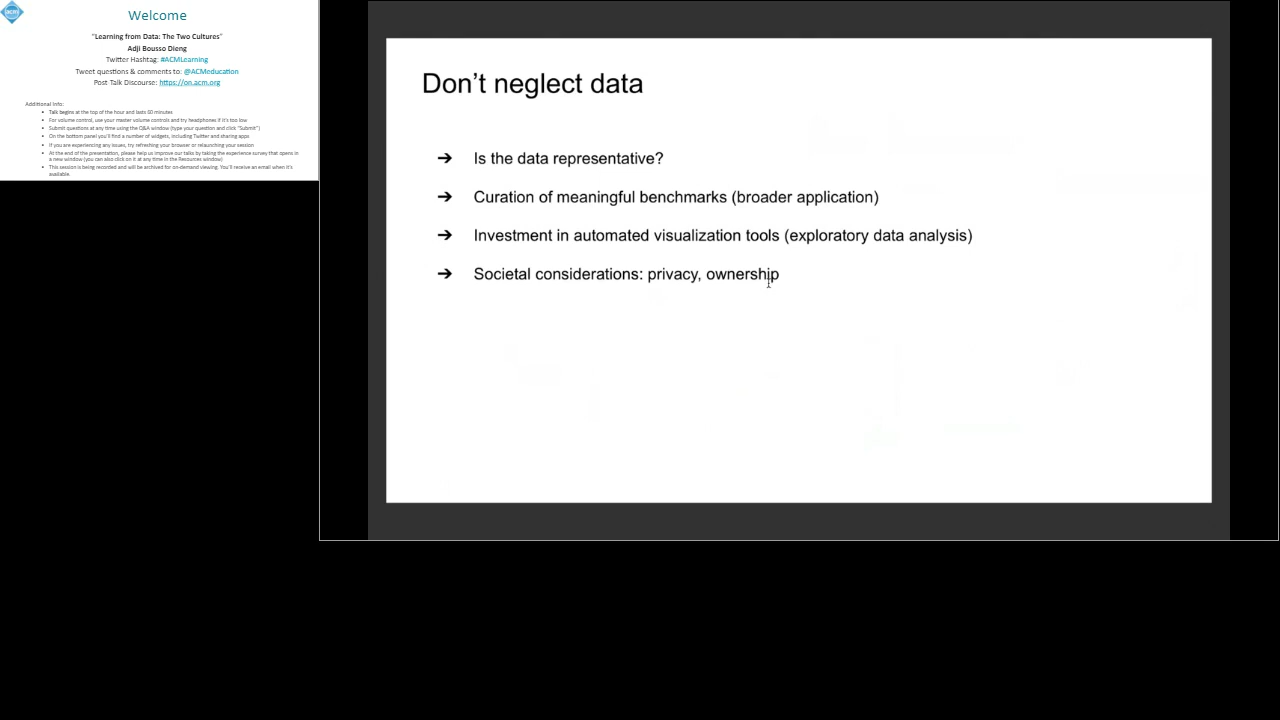 acm
Welcome
"Learning from Data: The Two Cultures"
Adji Bousso Dieng
Twitter Hashtag: #ACMLearning
Tweet questions & comments to: @ACMeducation
Post-Talk Discourse: https://on.acm.org
Additional Info:
• Talk begins at the top of the hour and lasts 60 minutes
• For volume control, use your master volume controls and try headphones if it's too low
• Submit questions at any time using the Q&A window (type your question and click "Submit")
• On the bottom panel you'll find a number of widgets, including Twitter and sharing apps
• If you are experiencing any issues, try refreshing your browser or relaunching your session
• At the end of the presentation, please help us improve our talks by taking the experience survey that opens in
a new window (you can also click on it at any time in the Resources window)
• This session is being recorded and will be archived for on-demand viewing. You'll receive an email when it's
available.
Don't neglect data
➔ Is the data representative?
➔ Curation of meaningful benchmarks (broader application)
➔ Investment in automated visualization tools (exploratory data analysis)
➔ Societal considerations: privacy, ownership